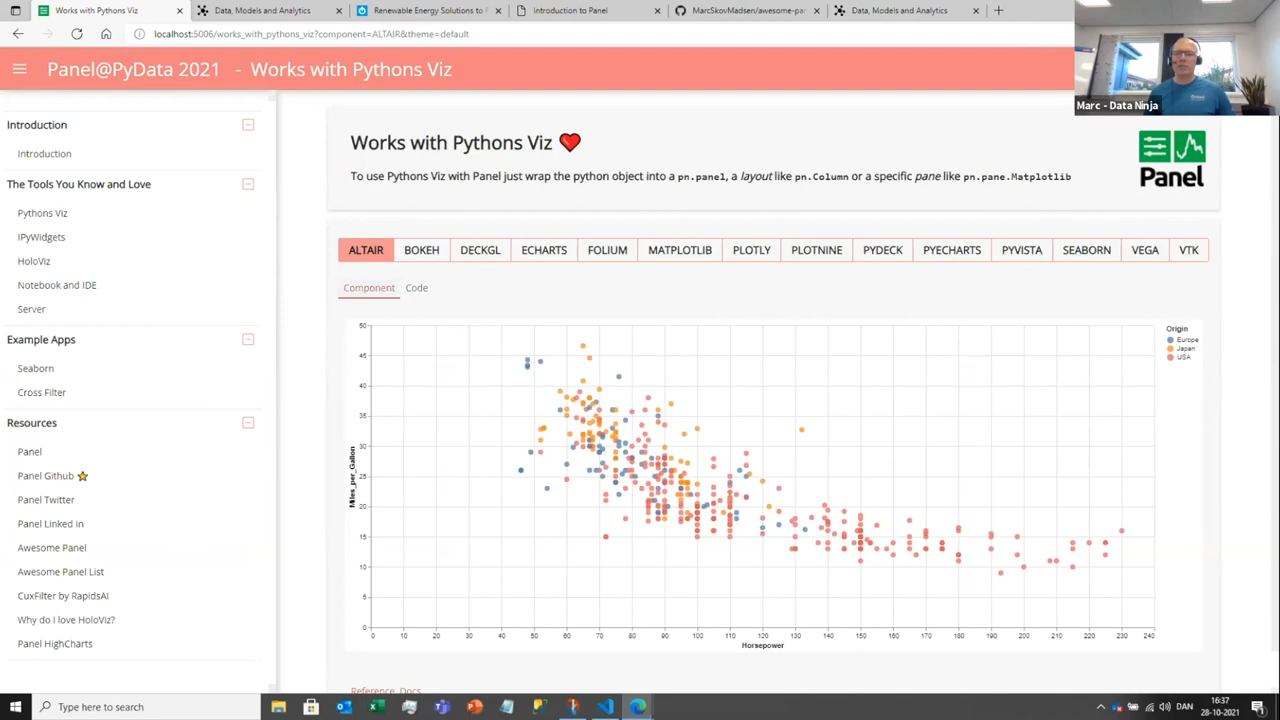 Works with Pythons Viz
Data, Models and Analytics
Renewable Energy Solutions to P
Introduction to Panel
MarcSkovMadsen/awesome-pa
Data, Models and Analytics
localhost:5006/works_with_pythons_viz?component=ALTAIR&theme=default
Panel@PyData 2021 - Works with Pythons Viz
Marc - Data Ninja
Introduction
Introduction
The Tools You Know and Love
Pythons Viz
IPyWidgets
HoloViz
Notebook and IDE
Server
Example Apps
Seaborn
Cross Filter
Resources
Panel
Panel Github
Panel Twitter
Panel Linked in
Awesome Panel
Awesome Panel List
CuxFilter by RapidsAI
Why do I love HoloViz?
Panel HighCharts
Works with Pythons Viz
To use Pythons Viz with Panel just wrap the python object into a pn.panel, a layout like pn.Column or a specific pane like pn.pane.Matplotlib
Panel
ALTAIR BOKEH DECKGL ECHARTS FOLIUM MATPLOTLIB PLOTLY PLOTNINE PYDECK PYECHARTS PYVISTA SEABORN VEGA VTK
Component Code
Origin
Europe
Japan
USA
50
45
40
35
30
25
20
15
10
5
0
Miles_per_Gallon
0 10 20 30 40 50 60 70 80 90 100 110 120 130 140 150 160 170 180 190 200 210 220 230 240
Horsepower
Reference Docs
Type here to search
DAN
16:37
28-10-2021